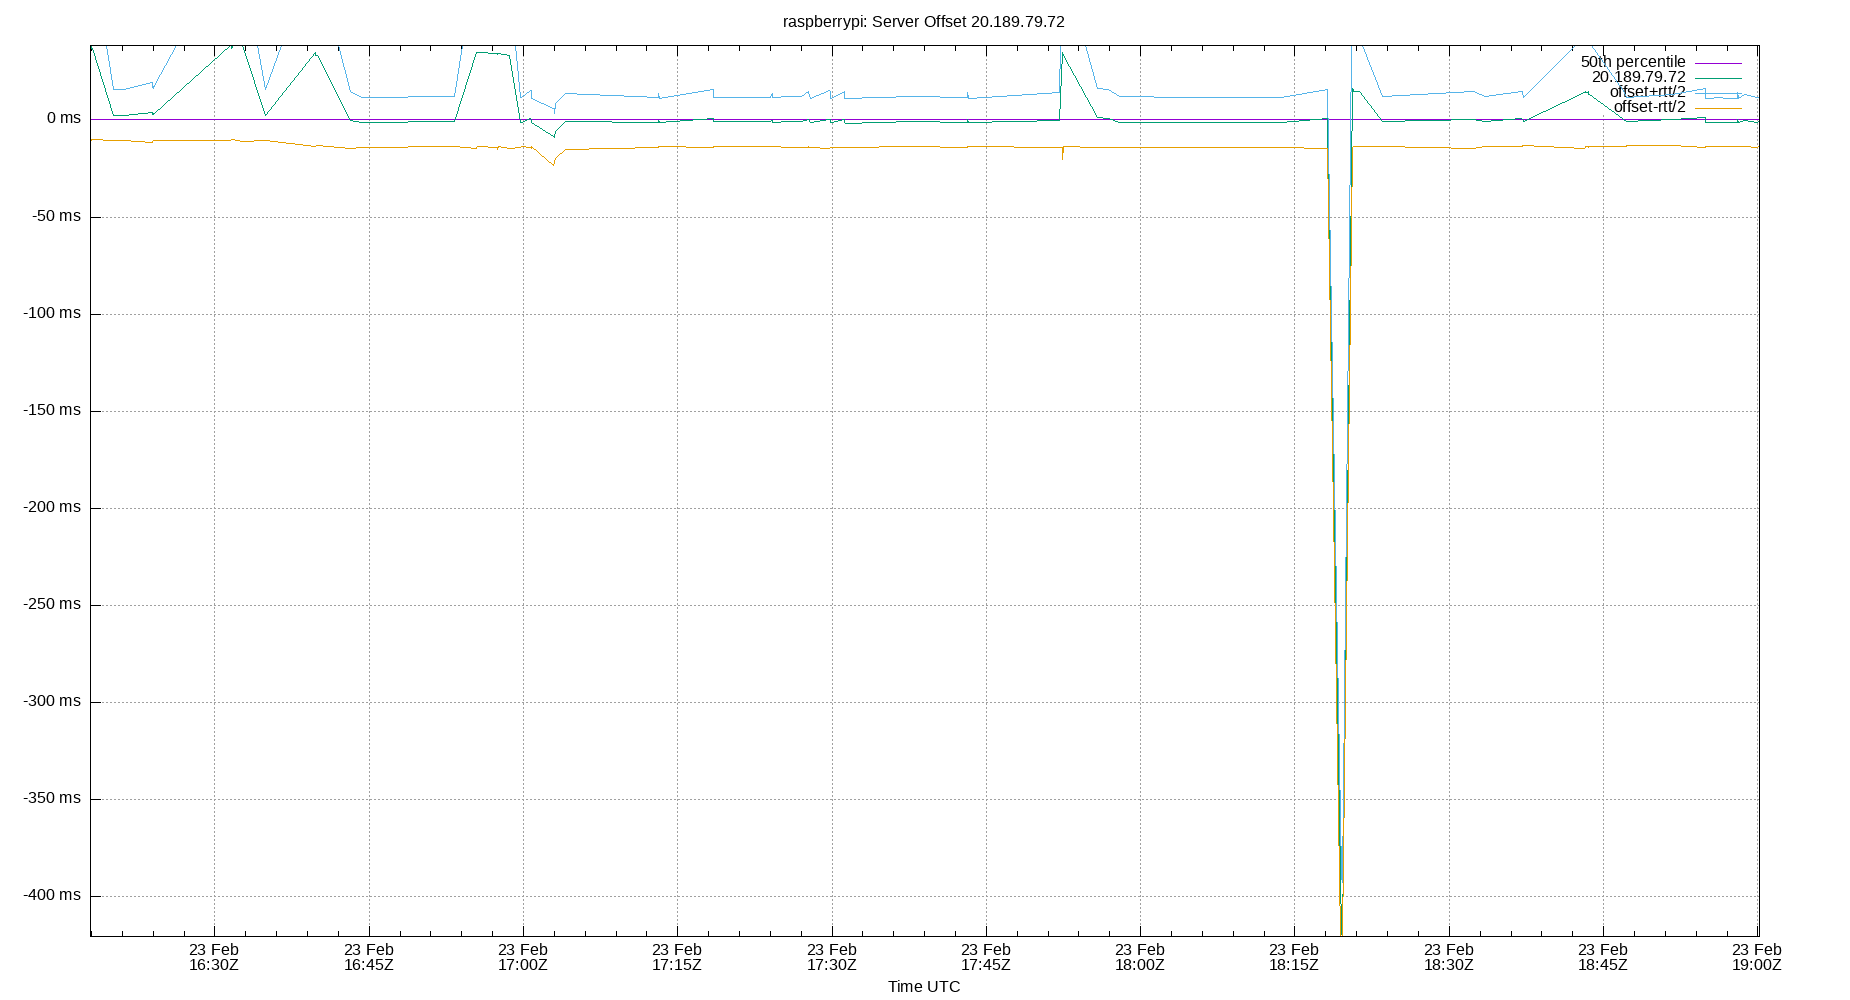 raspberrypi: Server Offset 20.189.79.72
50th percentile
20.189.79.72
offset+rtt/2
offset-rtt/2
0 ms
-50 ms
-100 ms
-150 ms
-200 ms
-250 ms
-300 ms
-350 ms
-400 ms
23 Feb 23 Feb 23 Feb 23 Feb 23 Feb 23 Feb 23 Feb 23 Feb 23 Feb 23 Feb 23 Feb
16:30Z 16:45Z 17:00Z 17:15Z 17:30Z 17:45Z 18:00Z 18:15Z 18:30Z 18:45Z 19:00Z
Time UTC